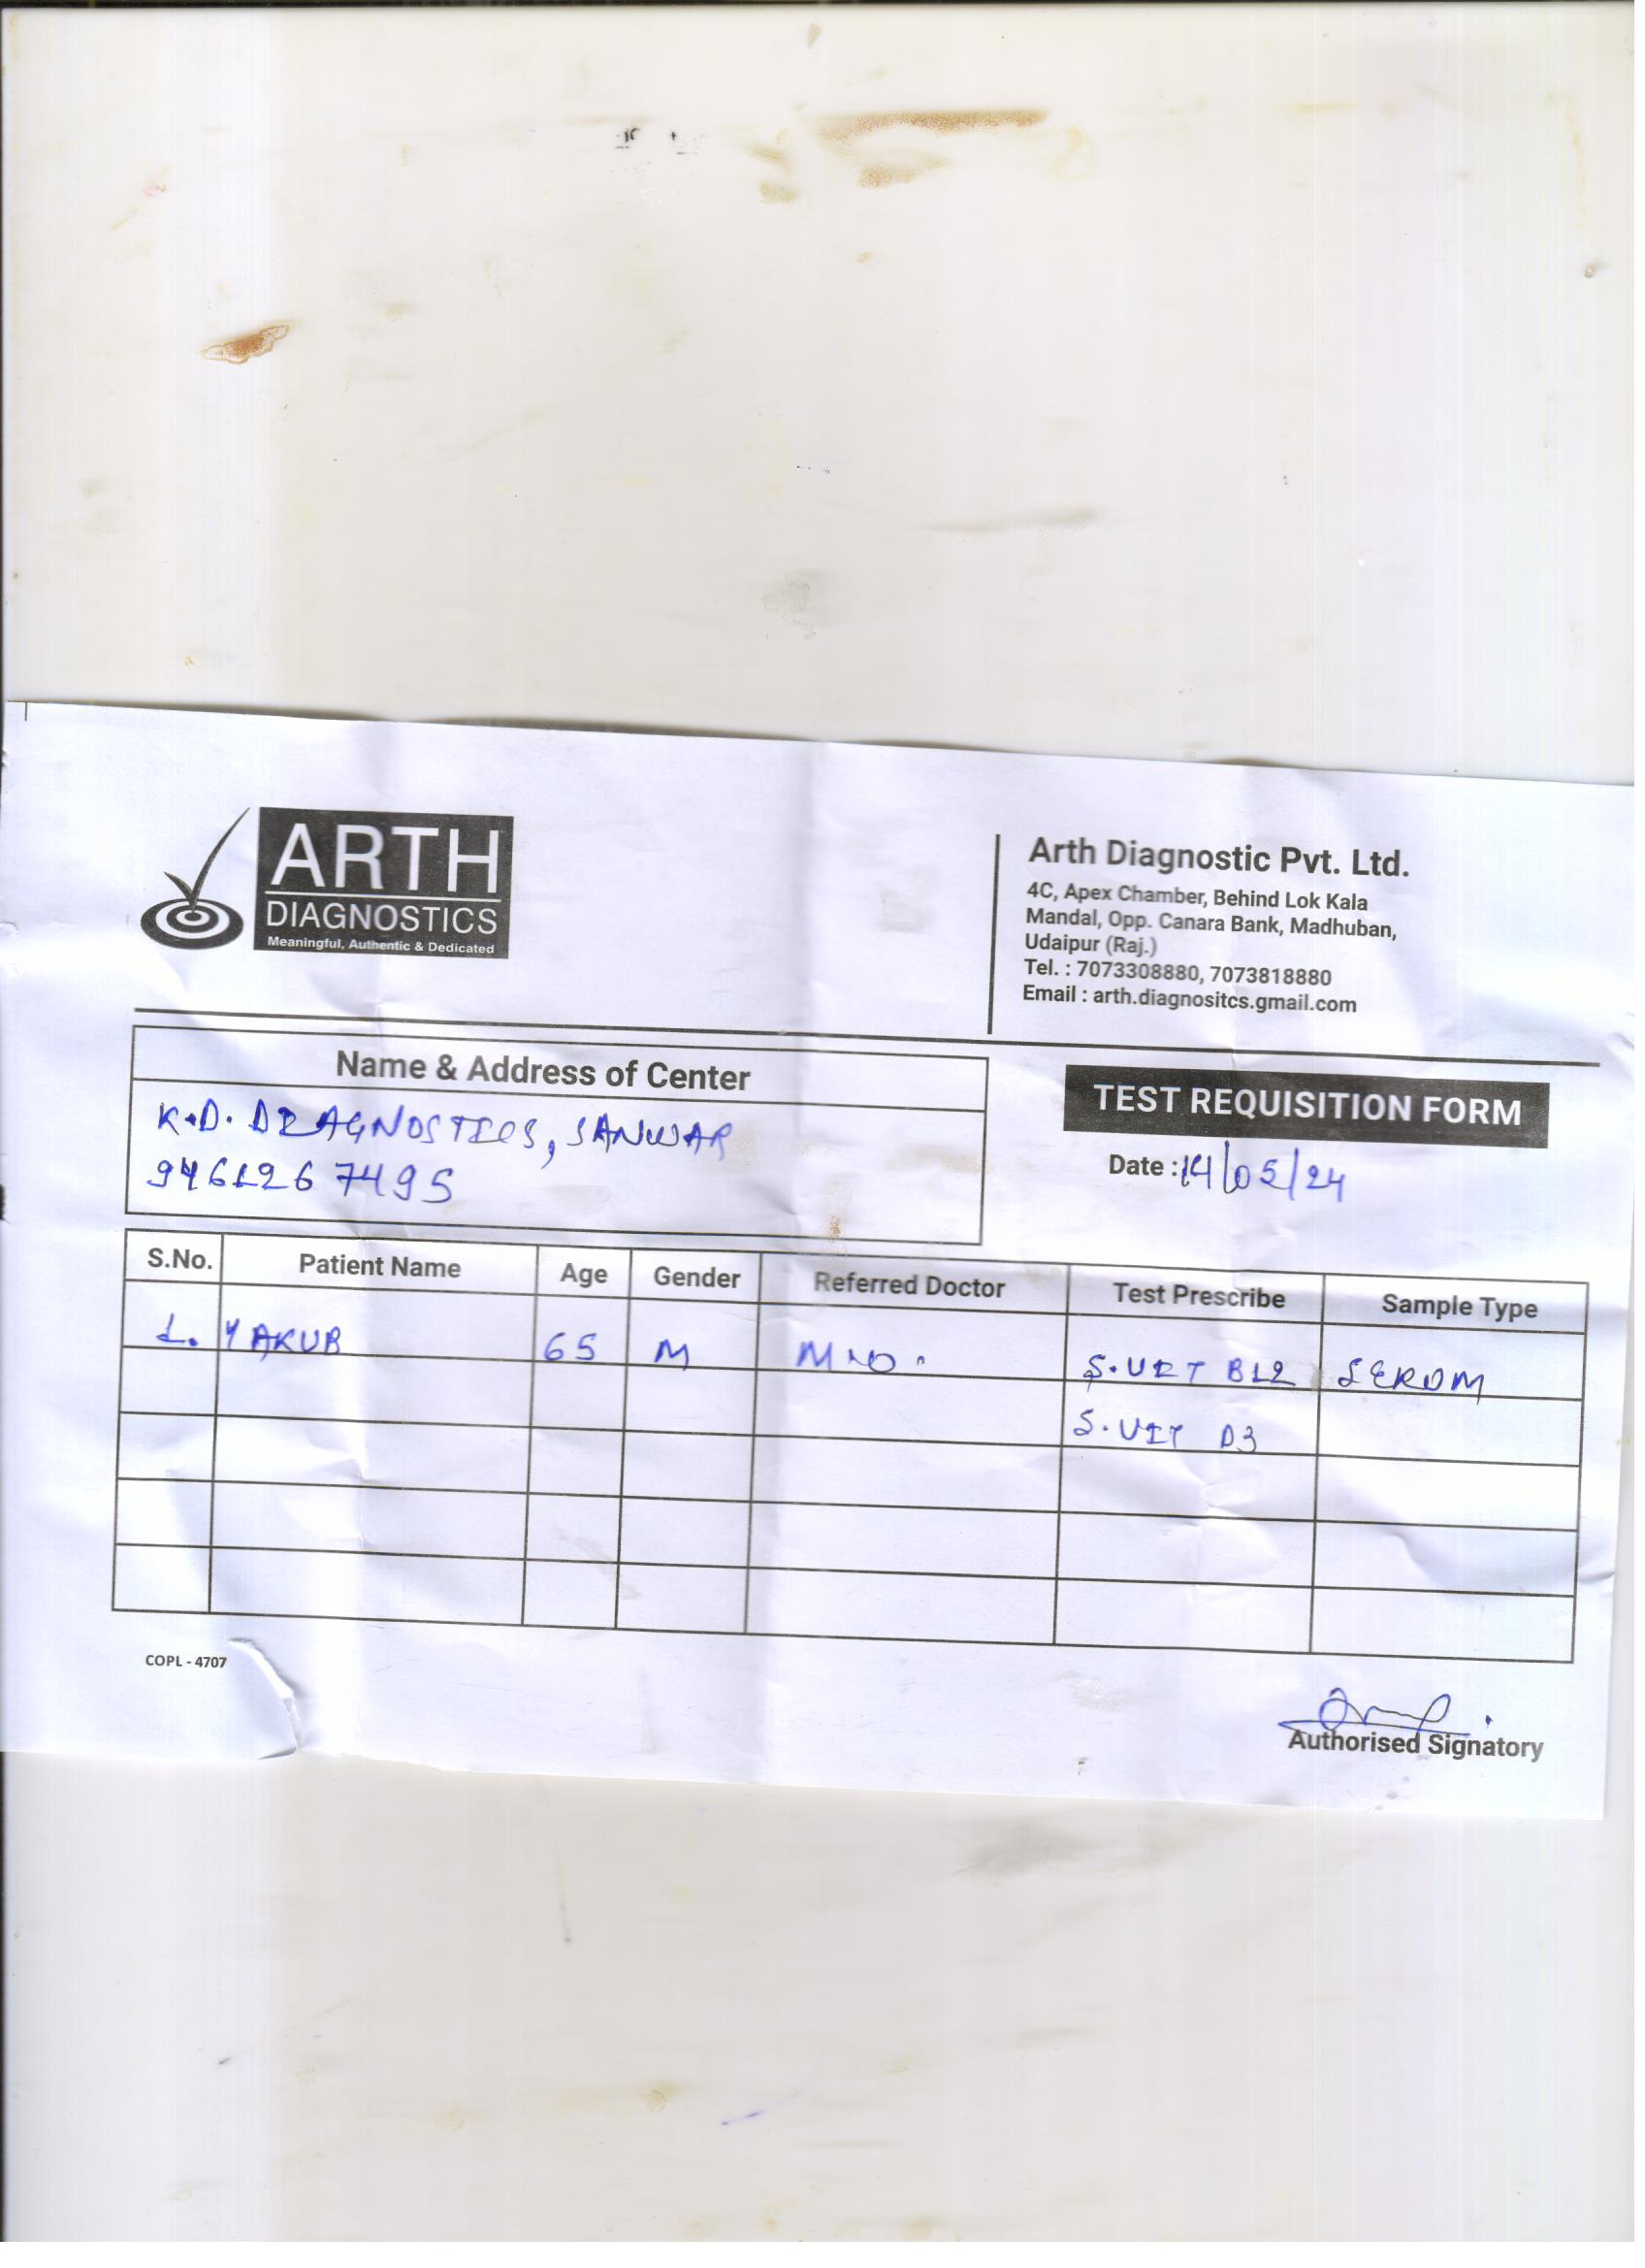 ARTH
DIAGNOSTICS
Meaningful, Authentic & Dedicated
Arth Diagnostic Pvt. Ltd.
4C, Apex Chamber, Behind Lok Kala
Mandal, Opp. Canara Bank, Madhuban,
Udaipur (Raj.)
Tel. : 7073308880, 7073818880
Email : arth.diagnositcs.gmail.com
Name & Address of Center
K.D. DIAGNOSTICS, SANWAR
9461267495
TEST REQUISITION FORM
Date : 14/05/24
S.No. Patient Name Age Gender Referred Doctor Test Prescribe Sample Type
1. YAKUB 65 M M.O. S.VIT B12 SERUM
S.VIT D3
COPL - 4707
Authorised Signatory